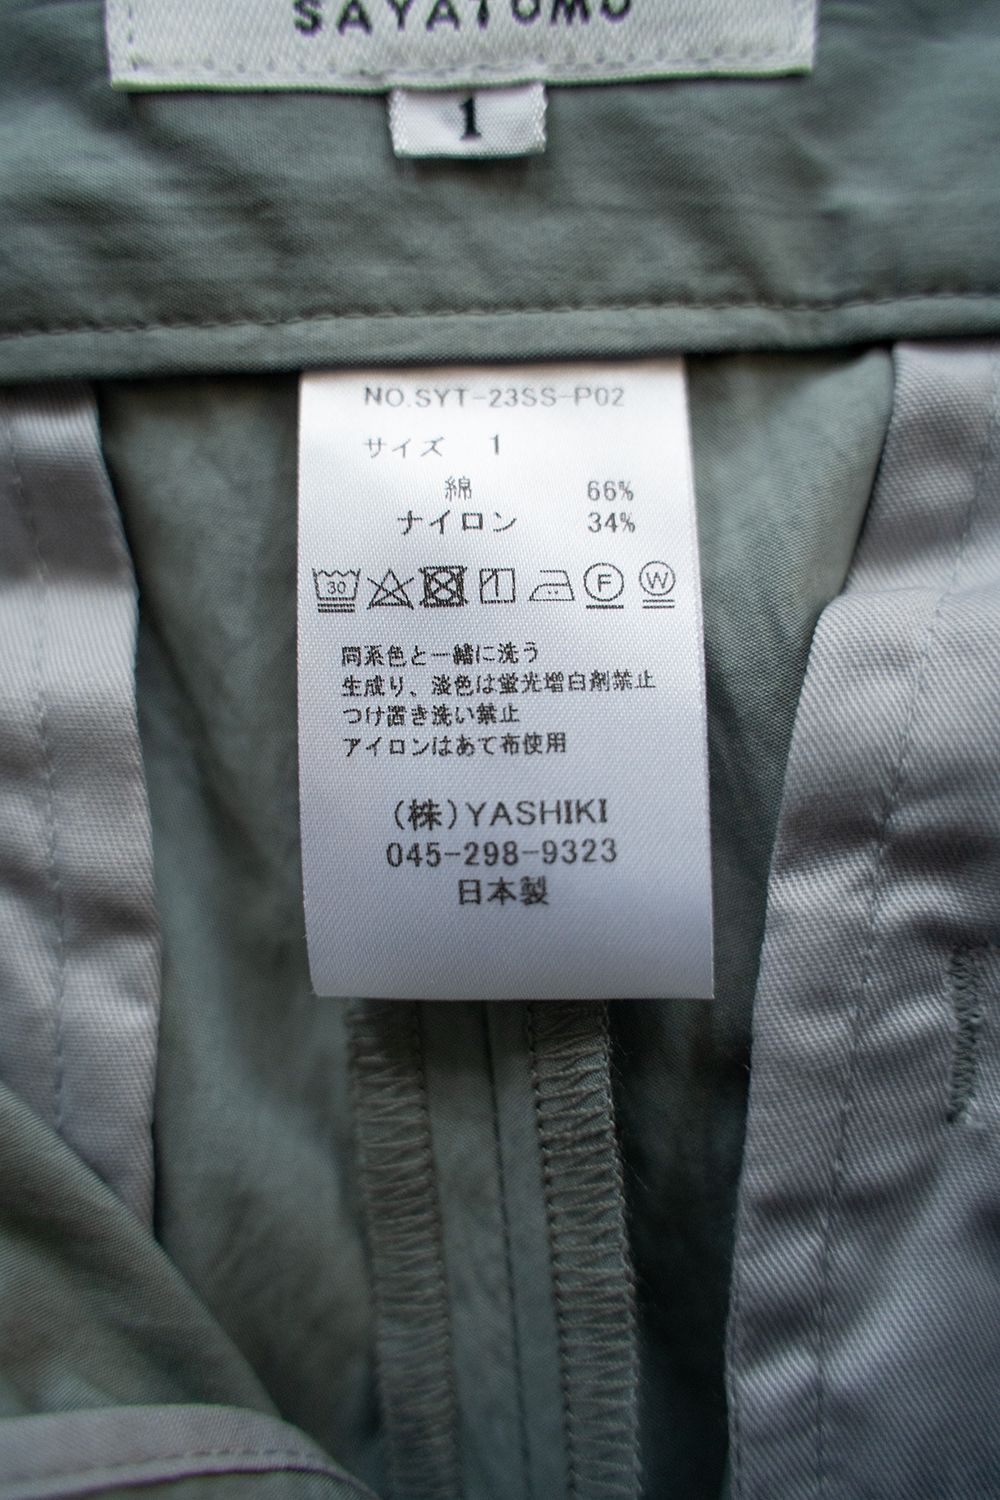 SAYATOMO
1
NO.SYT-23SS-P02
サイズ 1
綿 66%
ナイロン 34%
30 F W
同系色と一緒に洗う
生成り、淡色は蛍光増白剤禁止
つけ置き洗い禁止
アイロンはあて布使用
(株)YASHIKI
045-298-9323
日本製